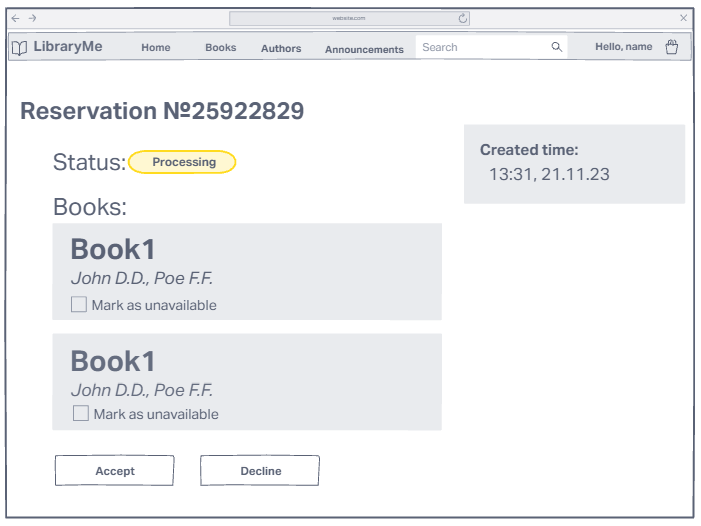 website.com
LibraryMe Home Books Authors Announcements Search Hello, name
Reservation №25922829
Status: Processing
Created time:
13:31, 21.11.23
Books:
Book1
John D.D., Poe F.F.
Mark as unavailable
Book1
John D.D., Poe F.F.
Mark as unavailable
Accept Decline